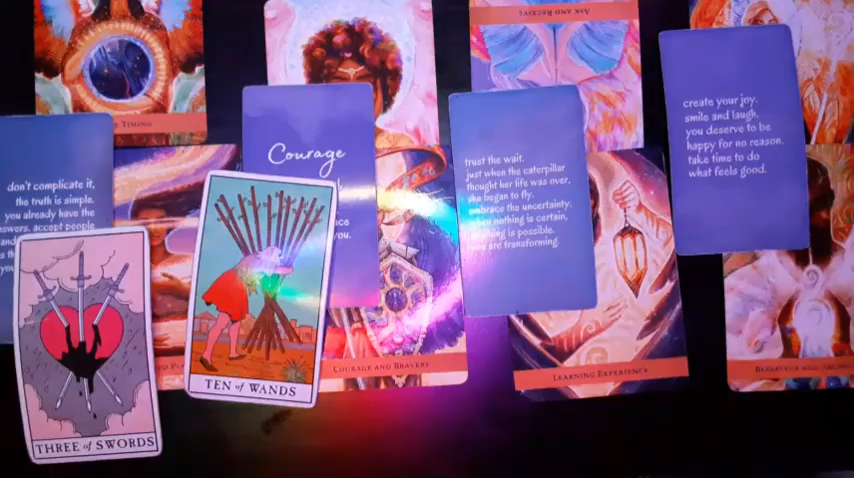 TIMING
ASK AND RECEIVE
don't complicate it,
the truth is simple.
you already have the
answers. accept people
Courage
you.
trust the wait.
just when the caterpillar
thought her life was over,
she began to fly.
embrace the uncertainty.
when nothing is certain,
anything is possible.
you are transforming.
create your joy.
smile and laugh,
you deserve to be
happy for no reason.
take time to do
what feels good.
THREE of SWORDS
TEN of WANDS
COURAGE AND BRAVERY
LEARNING EXPERIENCE